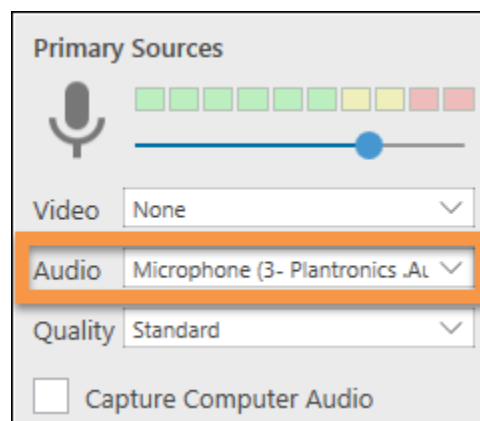 Primary Sources
Video None
Audio Microphone (3- Plantronics .Au
Quality Standard
Capture Computer Audio